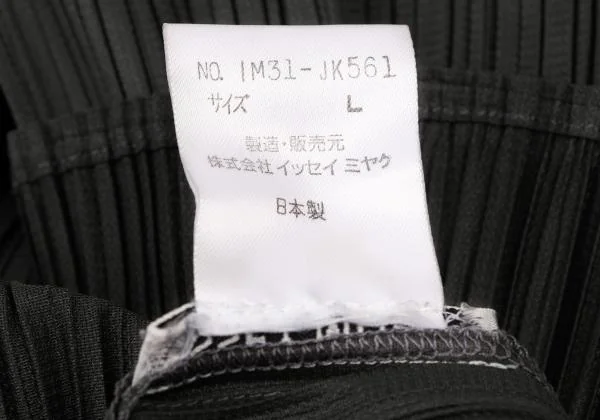 NO. IM31-JK561
サイズ L
製造・販売元
株式会社イッセイミヤケ
日本製